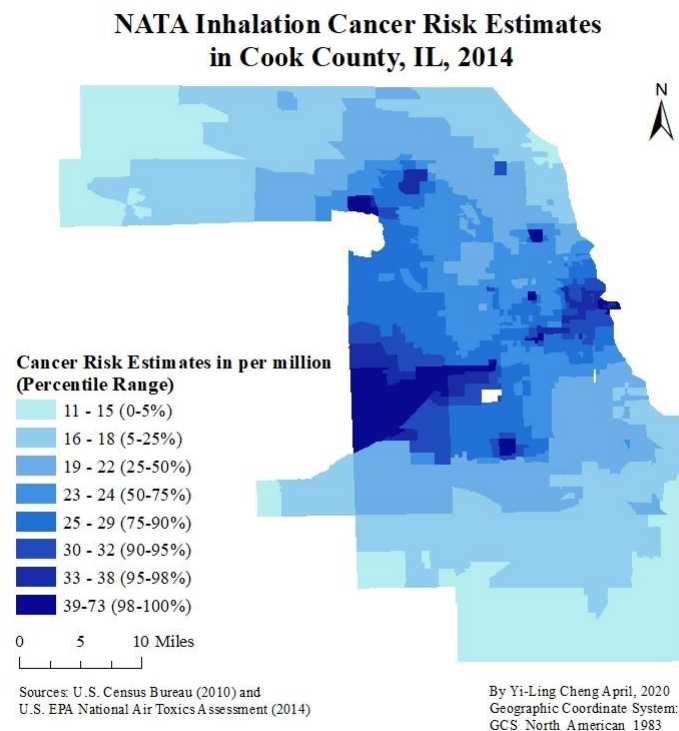 NATA Inhalation Cancer Risk Estimates
in Cook County, IL, 2014
N
Cancer Risk Estimates in per million
(Percentile Range)
11 - 15 (0-5%)
16 - 18 (5-25%)
19 - 22 (25-50%)
23 - 24 (50-75%)
25 - 29 (75-90%)
30 - 32 (90-95%)
33 - 38 (95-98%)
39-73 (98-100%)
0 5 10 Miles
Sources: U.S. Census Bureau (2010) and
U.S. EPA National Air Toxics Assessment (2014)
By Yi-Ling Cheng April, 2020
Geographic Coordinate System:
GCS North American 1983